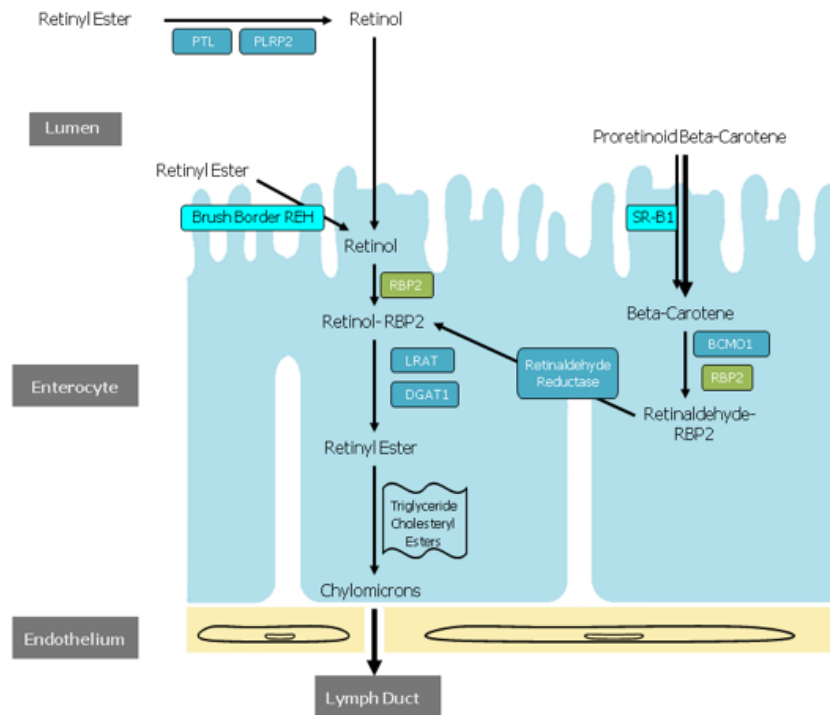 Retinyl Ester
Retinol
PTL
PLRP2
Lumen
Proretinoid Beta-Carotene
Retinyl Ester
Brush Border REH
SR-B1
Retinol
RBP2
Beta-Carotene
Retinol-RBP2
BCMO1
LRAT
Retinaldehyde
Reductase
RBP2
Enterocyte
DGAT1
Retinaldehyde-
RBP2
Retinyl Ester
Triglyceride
Cholesteryl
Esters
Chylomicrons
Endothelium
Lymph Duct